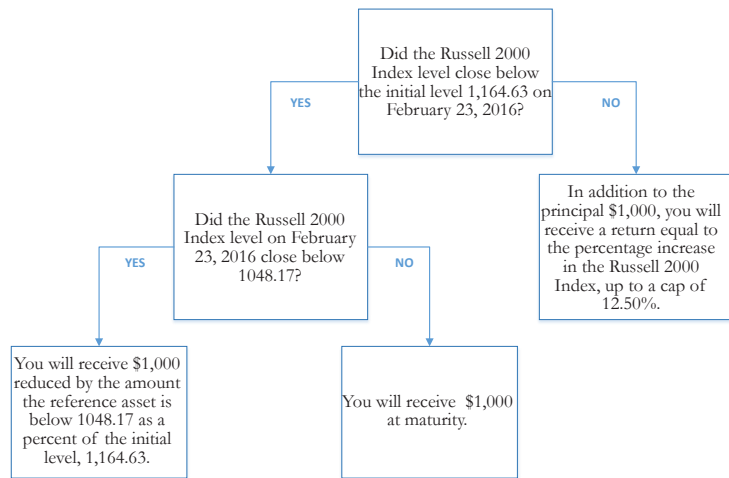 Did the Russell 2000
Index level close below
the initial level 1,164.63 on
February 23, 2016?
YES
NO
Did the Russell 2000
Index level on February
23, 2016 close below
1048.17?
In addition to the
principal $1,000, you will
receive a return equal to
the percentage increase
in the Russell 2000
Index, up to a cap of
12.50%.
YES
NO
You will receive $1,000
reduced by the amount
the reference asset is
below 1048.17 as a
percent of the initial
level, 1,164.63.
You will receive $1,000
at maturity.